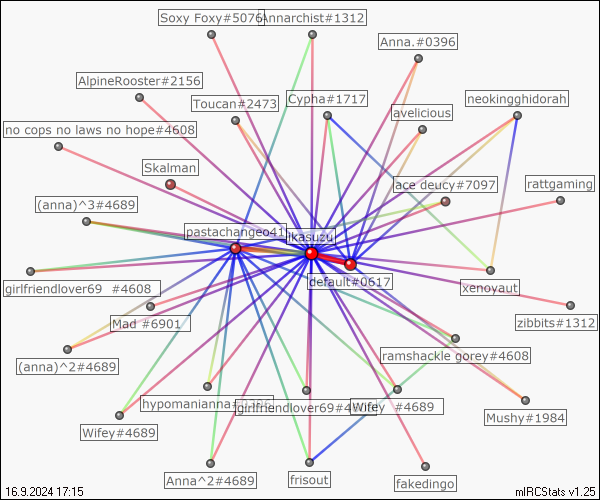 Soxy Foxy#5076
Annarchist#1312
Anna.#0396
AlpineRooster#2156
Toucan#2473
Cypha#1717
neokingghidorah
avelicious
no cops no laws no hope#4608
Skalman
ace deucy#7097
rattgaming
(anna)^3#4689
pastachangeo41
ikasuzu
default#0617
girlfriendlover69 #4608
xenoyaut
Mad #6901
zibbits#1312
(anna)^2#4689
ramshackle gorey#4608
hypomanianna
girlfriendlover69#4
Wifey #4689
Mushy#1984
Wifey#4689
Anna^2#4689
frisout
fakedingo
16.9.2024 17:15
mIRCStats v1.25